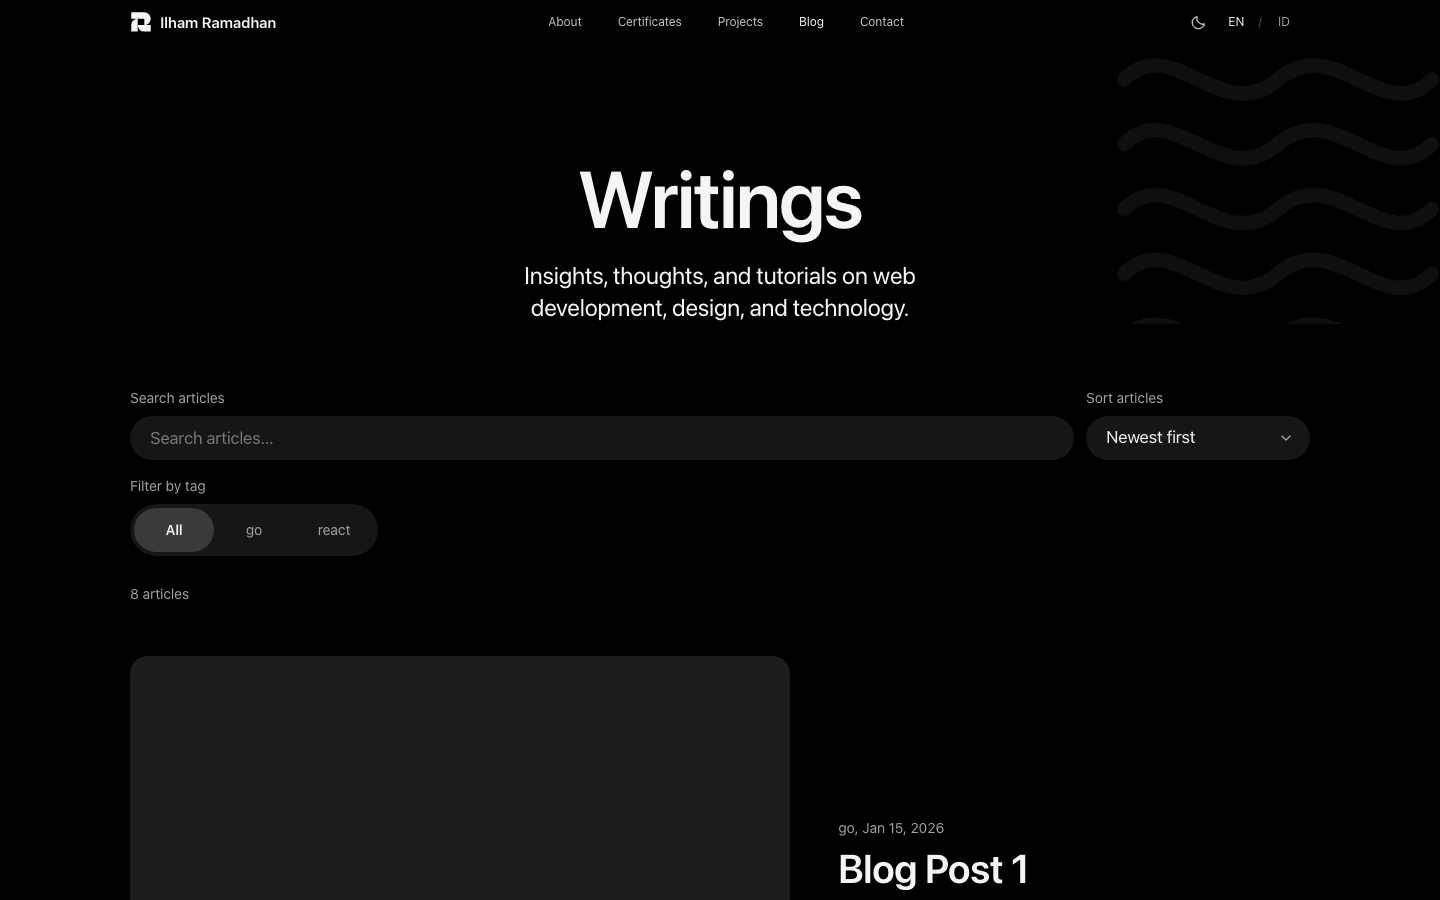 Ilham Ramadhan
About
Certificates
Projects
Blog
Contact
EN / ID
Writings
Insights, thoughts, and tutorials on web
development, design, and technology.
Search articles
Sort articles
Search articles...
Newest first
Filter by tag
All
go
react
8 articles
go, Jan 15, 2026
Blog Post 1